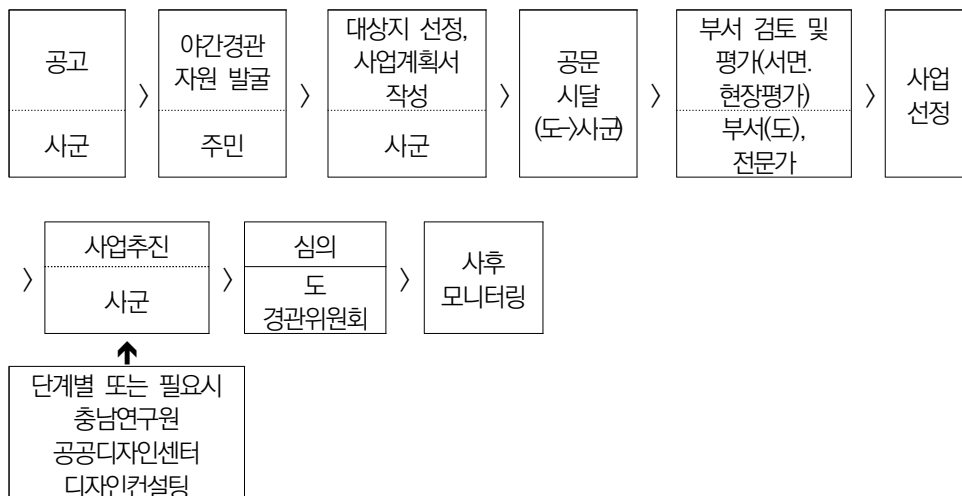 공고
시군
〉
야간경관
자원 발굴
주민
〉
대상지 선정,
사업계획서
작성
시군
〉
공문
시달
(도->시군)
〉
부서 검토 및
평가(서면.
현장평가)
부서(도),
전문가
〉
사업
선정
〉
사업추진
시군
〉
심의
도
경관위원회
〉
사후
모니터링
단계별 또는 필요시
충남연구원
공공디자인센터
디자인컨설팅